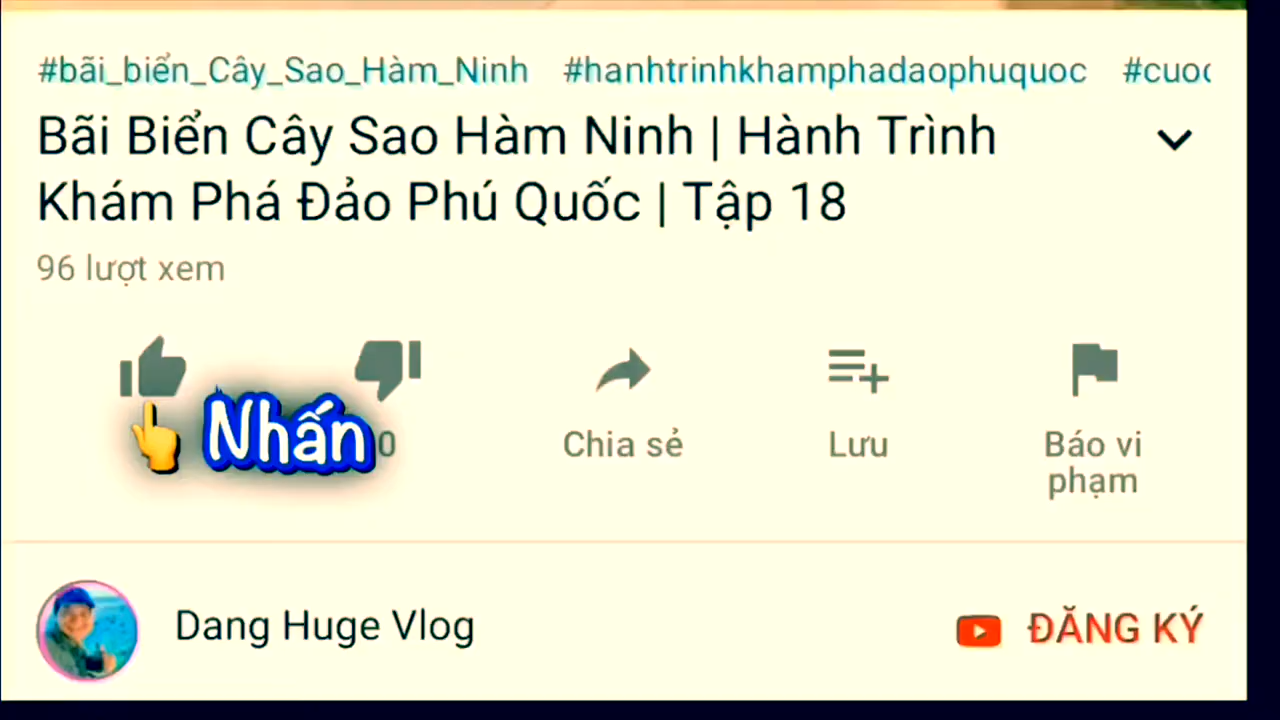 #bãi_biển_Cây_Sao_Hàm_Ninh #hanhtrinhkhamphadaophuquoc #cuoc
Bãi Biển Cây Sao Hàm Ninh | Hành Trình
Khám Phá Đảo Phú Quốc | Tập 18
96 lượt xem
Nhấn
0
Chia sẻ
Lưu
Báo vi
phạm
Dang Huge Vlog
ĐĂNG KÝ